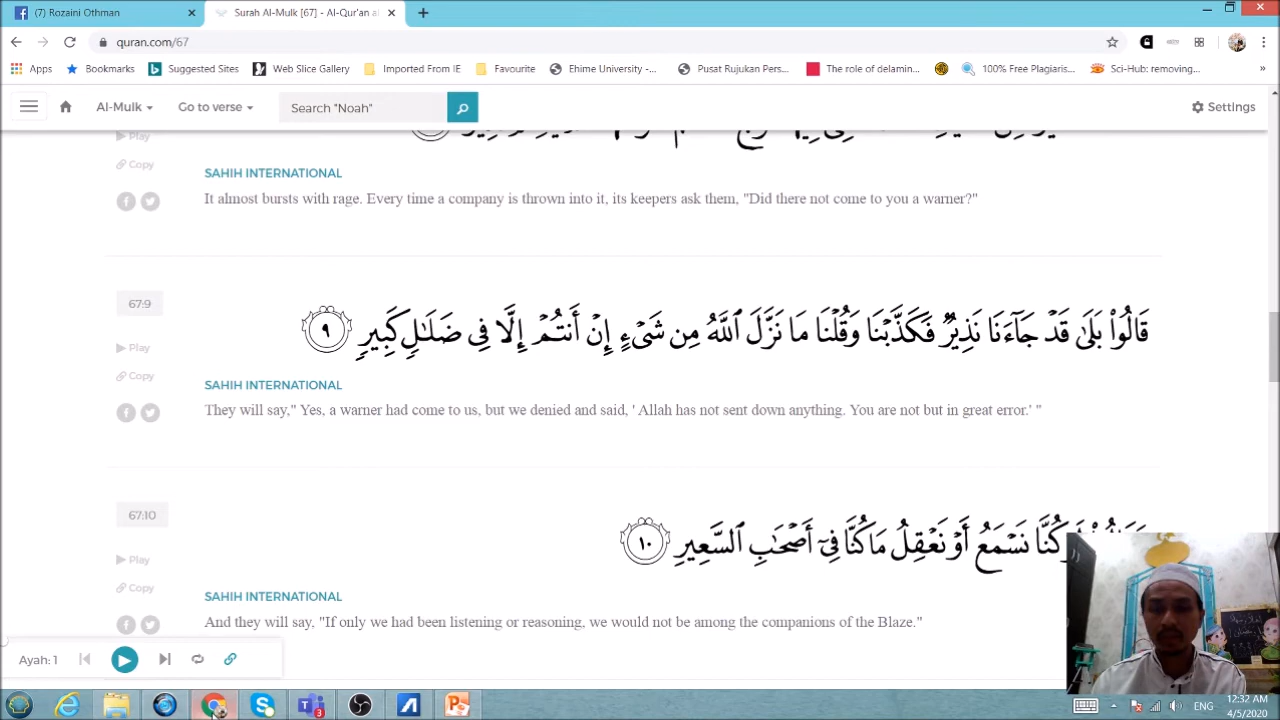 (7) Rozaini Othman
Surah Al-Mulk [67] - Al-Qur'an al
quran.com/67
Apps
Bookmarks
Suggested Sites
Web Slice Gallery
Imported From IE
Favourite
Ehime University -...
Pusat Rujukan Pers...
The role of delamin...
100% Free Plagiaris...
Sci-Hub: removing...
»
Al-Mulk
Go to verse
Search "Noah"
Settings
Play
Copy
SAHIH INTERNATIONAL
It almost bursts with rage. Every time a company is thrown into it, its keepers ask them, "Did there not come to you a warner?"
67:9
قَالُوا۟ بَلَىٰ قَدْ جَآءَنَا نَذِيرٌ فَكَذَّبْنَا وَقُلْنَا مَا نَزَّلَ ٱللَّهُ مِن شَىْءٍ إِنْ أَنتُمْ إِلَّا فِى ضَلَـٰلٍ كَبِيرٍ ٩
Play
Copy
SAHIH INTERNATIONAL
They will say," Yes, a warner had come to us, but we denied and said, ' Allah has not sent down anything. You are not but in great error.' "
67:10
كُنَّا نَسْمَعُ أَوْ نَعْقِلُ مَا كُنَّا فِىٓ أَصْحَـٰبِ ٱلسَّعِيرِ ١٠
Play
Copy
SAHIH INTERNATIONAL
And they will say, "If only we had been listening or reasoning, we would not be among the companions of the Blaze."
Ayah: 1
3
ENG
12:32 AM
4/5/2020